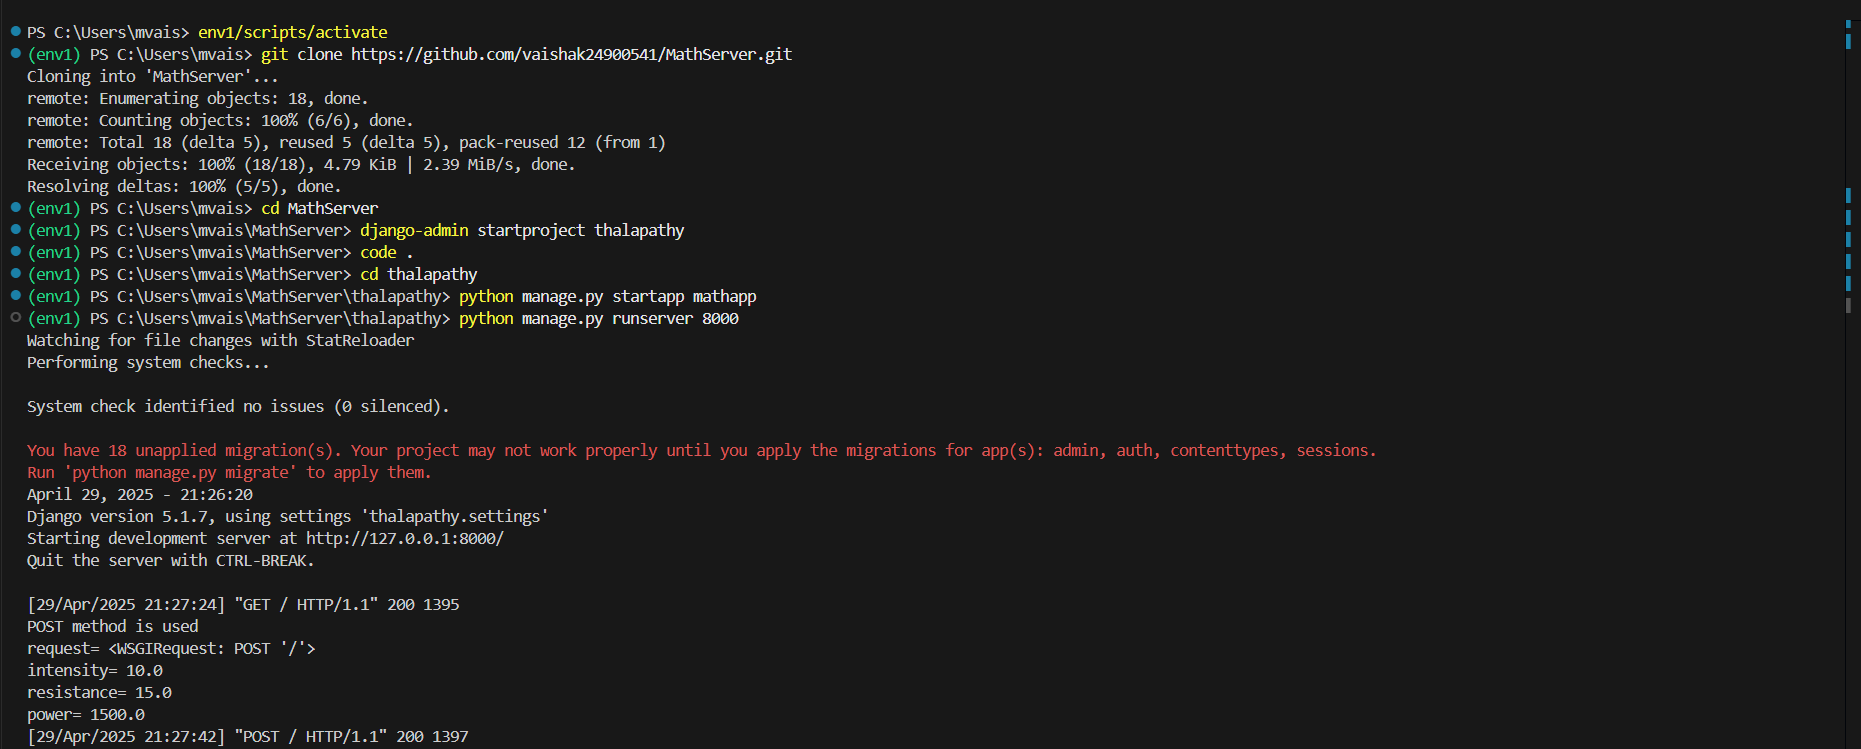 PS C:\Users\mvais> env1/scripts/activate
(env1) PS C:\Users\mvais> git clone https://github.com/vaishak24900541/MathServer.git
Cloning into 'MathServer'...
remote: Enumerating objects: 18, done.
remote: Counting objects: 100% (6/6), done.
remote: Total 18 (delta 5), reused 5 (delta 5), pack-reused 12 (from 1)
Receiving objects: 100% (18/18), 4.79 KiB | 2.39 MiB/s, done.
Resolving deltas: 100% (5/5), done.
(env1) PS C:\Users\mvais> cd MathServer
(env1) PS C:\Users\mvais\MathServer> django-admin startproject thalapathy
(env1) PS C:\Users\mvais\MathServer> code .
(env1) PS C:\Users\mvais\MathServer> cd thalapathy
(env1) PS C:\Users\mvais\MathServer\thalapathy> python manage.py startapp mathapp
(env1) PS C:\Users\mvais\MathServer\thalapathy> python manage.py runserver 8000
Watching for file changes with StatReloader
Performing system checks...
System check identified no issues (0 silenced).
You have 18 unapplied migration(s). Your project may not work properly until you apply the migrations for app(s): admin, auth, contenttypes, sessions.
Run 'python manage.py migrate' to apply them.
April 29, 2025 - 21:26:20
Django version 5.1.7, using settings 'thalapathy.settings'
Starting development server at http://127.0.0.1:8000/
Quit the server with CTRL-BREAK.
[29/Apr/2025 21:27:24] "GET / HTTP/1.1" 200 1395
POST method is used
request= <WSGIRequest: POST '/'>
intensity= 10.0
resistance= 15.0
power= 1500.0
[29/Apr/2025 21:27:42] "POST / HTTP/1.1" 200 1397